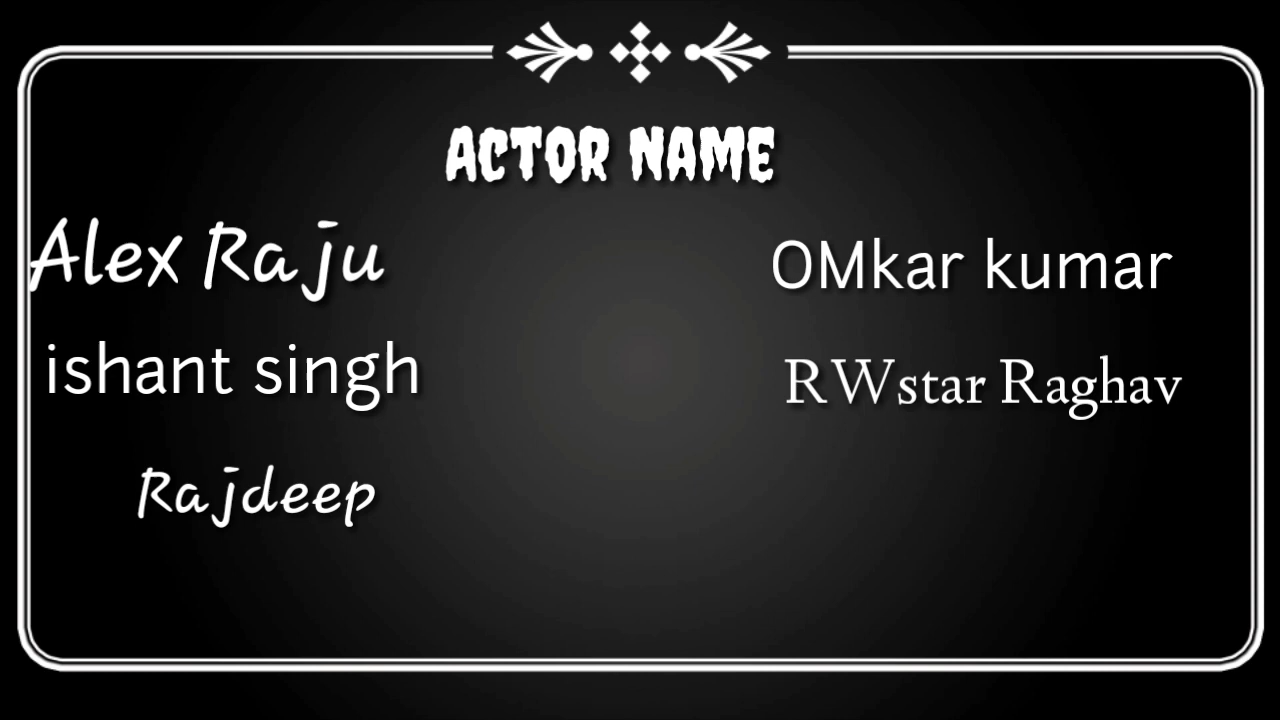 ACTOR NAME
Alex Raju
OMkar kumar
ishant singh
RWstar Raghav
Rajdeep